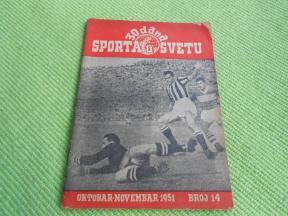 30 dana
SPORTA U SVETU
OKTOBAR-NOVEMBAR 1951 BROJ 14